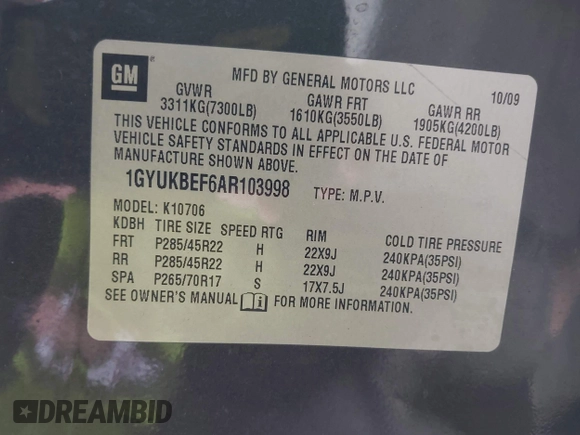 GM
MFD BY GENERAL MOTORS LLC 10/09
GVWR GAWR FRT GAWR RR
3311KG(7300LB) 1610KG(3550LB) 1905KG(4200LB)
THIS VEHICLE CONFORMS TO ALL APPLICABLE U.S. FEDERAL MOTOR
VEHICLE SAFETY STANDARDS IN EFFECT ON THE DATE OF
MANUFACTURE SHOWN ABOVE.
1GYUKBEF6AR103998 TYPE: M.P.V.
MODEL: K10706
KDBH TIRE SIZE SPEED RTG RIM COLD TIRE PRESSURE
FRT P285/45R22 H 22X9J 240KPA(35PSI)
RR P285/45R22 H 22X9J 240KPA(35PSI)
SPA P265/70R17 S 17X7.5J 240KPA(35PSI)
SEE OWNER'S MANUAL FOR MORE INFORMATION.
DREAMBID